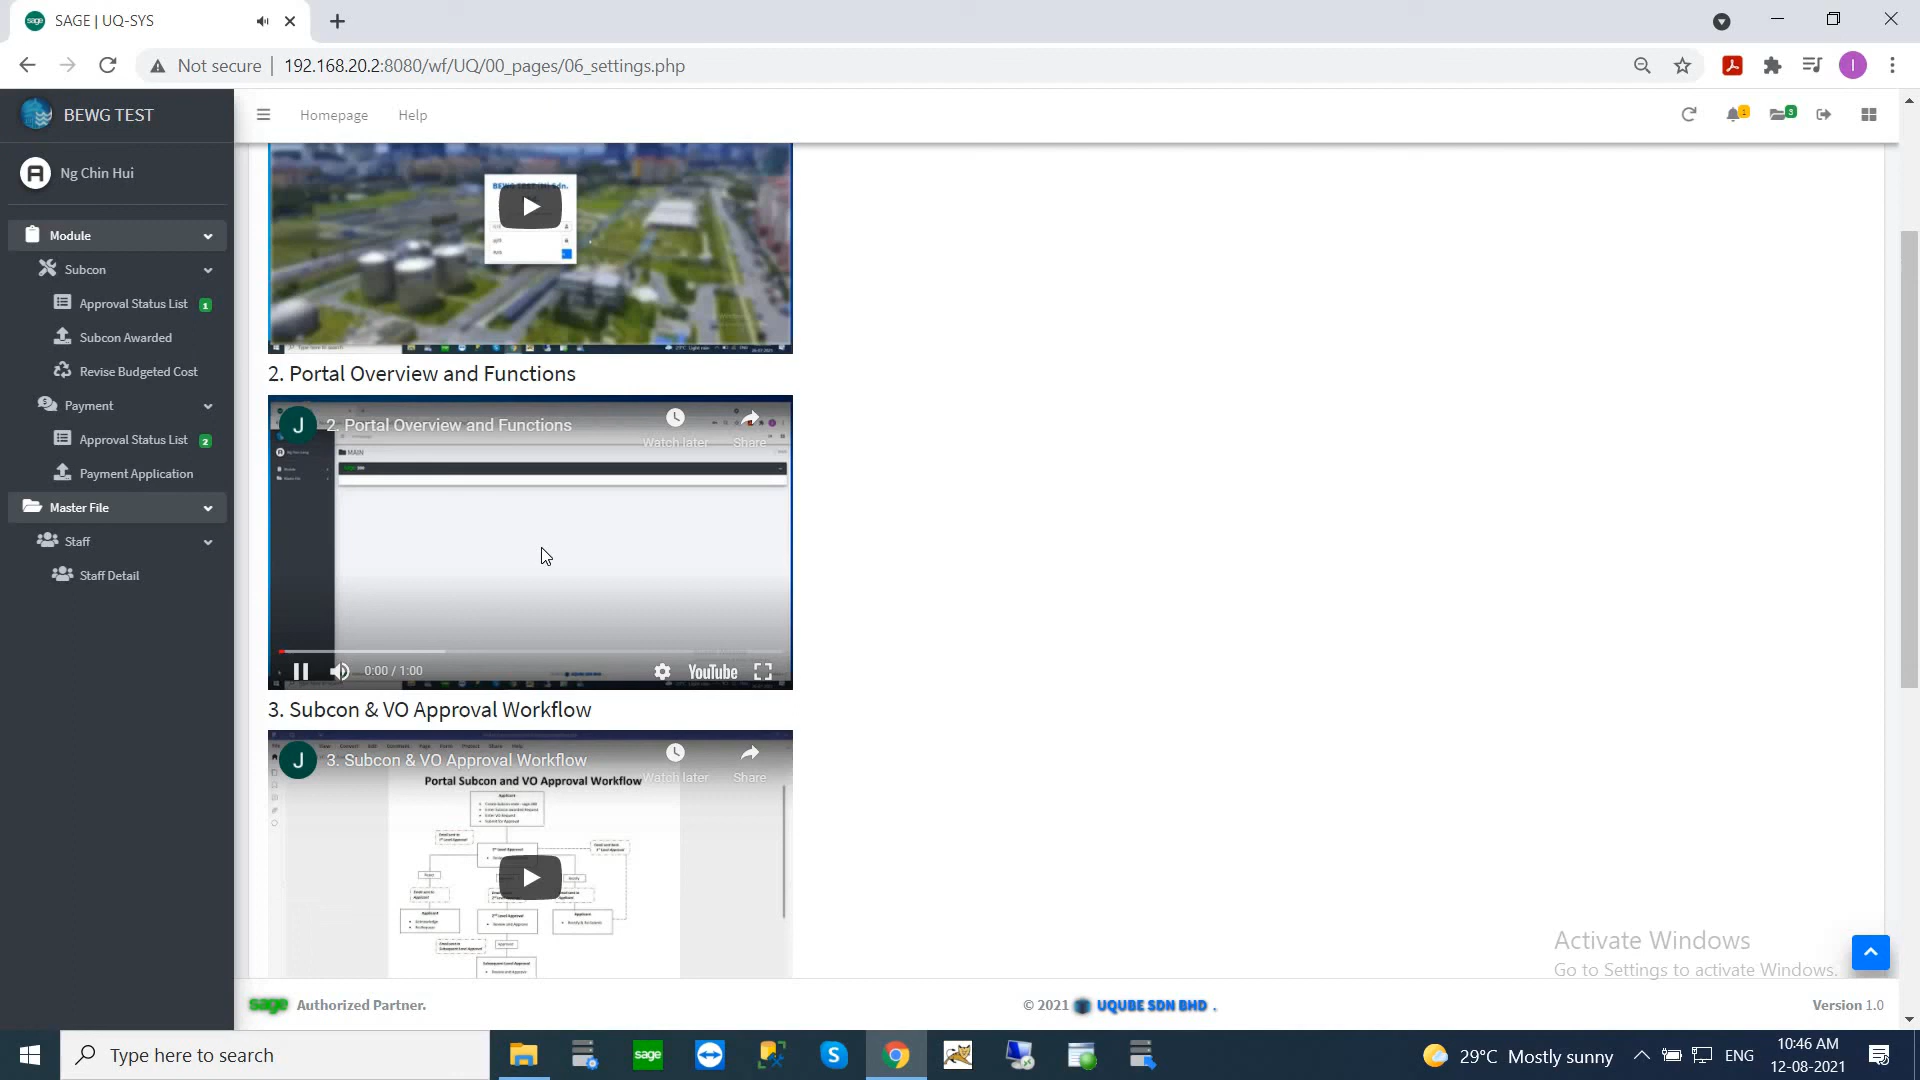 SAGE | UQ-SYS
Not secure
192.168.20.2:8080/wf/UQ/00_pages/06_settings.php
I
BEWG TEST
Homepage
Help
1
3
Ng Chin Hui
Module
Subcon
Approval Status List
1
Subcon Awarded
Revise Budgeted Cost
Payment
Approval Status List
2
Payment Application
Master File
Staff
Staff Detail
2. Portal Overview and Functions
J
2. Portal Overview and Functions
Watch later
Share
MAIN
0:00 / 1:00
YouTube
3. Subcon & VO Approval Workflow
J
3. Subcon & VO Approval Workflow
Watch later
Share
Portal Subcon and VO Approval Workflow
Activate Windows
Go to Settings to activate Windows.
sage Authorized Partner.
© 2021 UQUBE SDN BHD .
Version 1.0
Type here to search
sage
29°C Mostly sunny
ENG
10:46 AM
12-08-2021